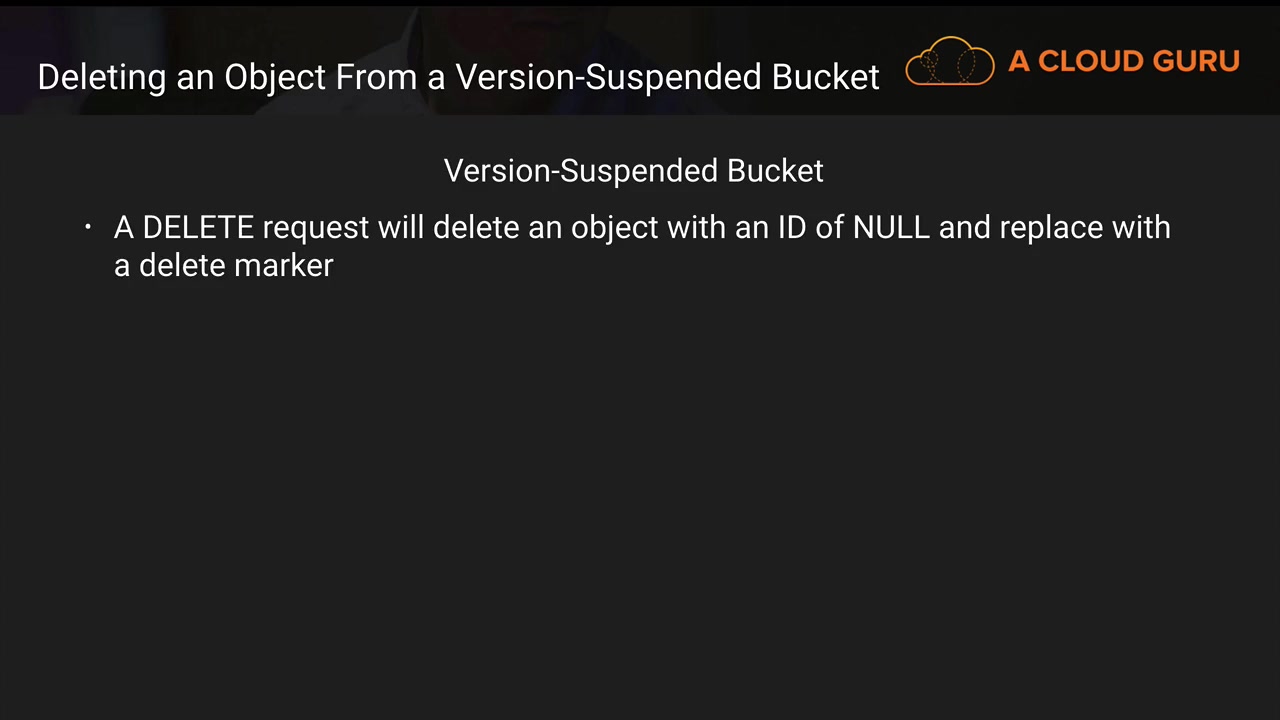 Deleting an Object From a Version-Suspended Bucket
A CLOUD GURU
Version-Suspended Bucket
• A DELETE request will delete an object with an ID of NULL and replace with
a delete marker